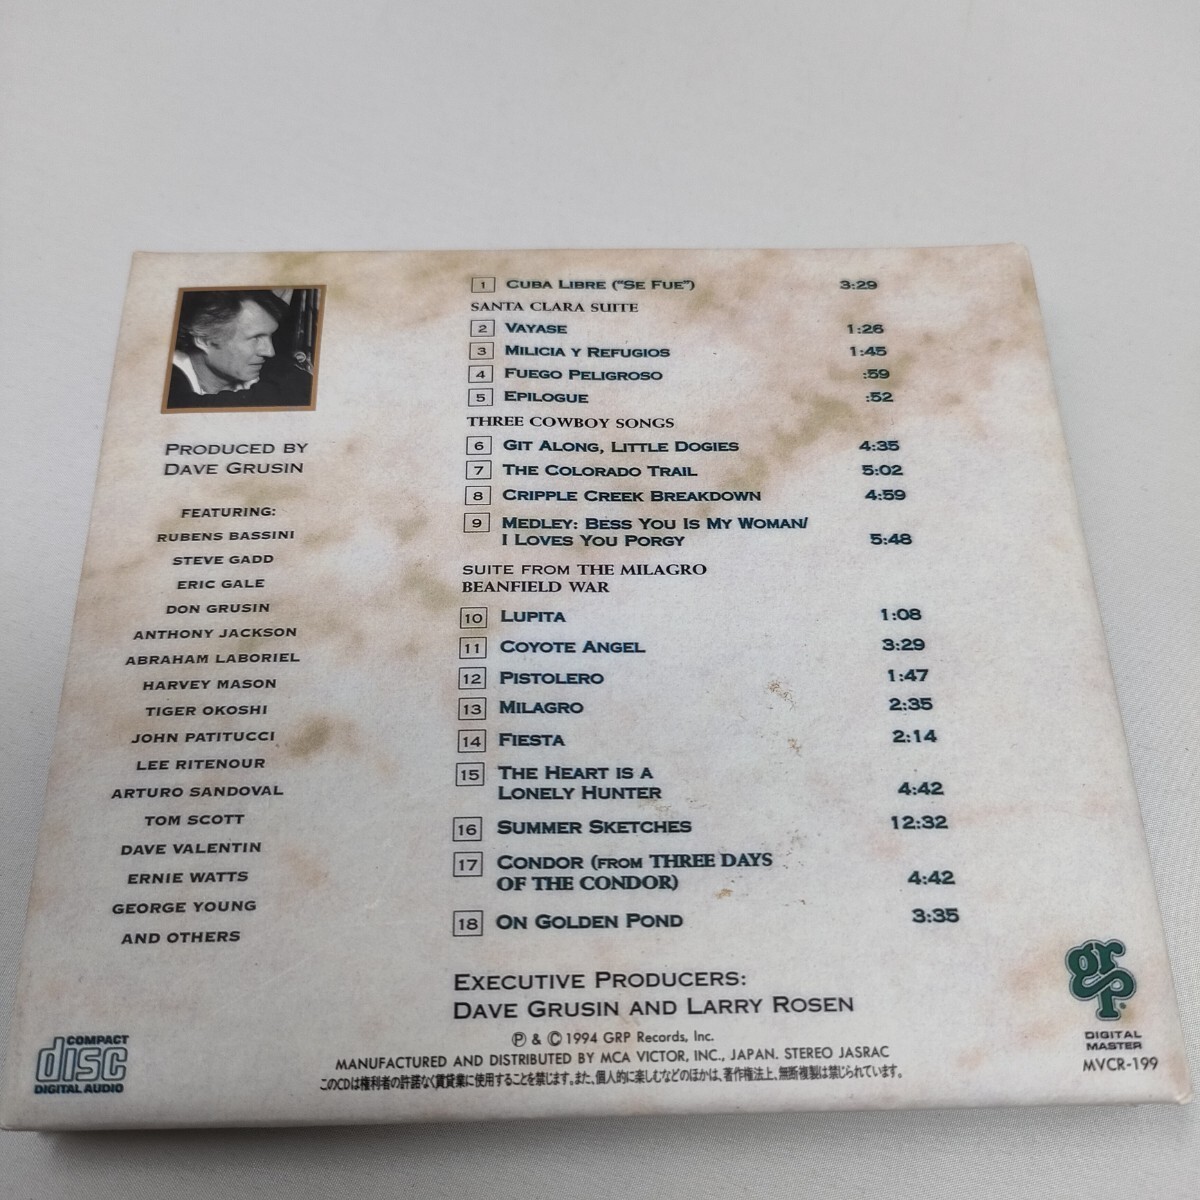 PRODUCED BY
DAVE GRUSIN
FEATURING:
RUBENS BASSINI
STEVE GADD
ERIC GALE
DON GRUSIN
ANTHONY JACKSON
ABRAHAM LABORIEL
HARVEY MASON
TIGER OKOSHI
JOHN PATITUCCI
LEE RITENOUR
ARTURO SANDOVAL
TOM SCOTT
DAVE VALENTIN
ERNIE WATTS
GEORGE YOUNG
AND OTHERS
1 CUBA LIBRE ("SE FUE") 3:29
SANTA CLARA SUITE
2 VAYASE 1:26
3 MILICIA Y REFUGIOS 1:45
4 FUEGO PELIGROSO :59
5 EPILOGUE :52
THREE COWBOY SONGS
6 GIT ALONG, LITTLE DOGIES 4:35
7 THE COLORADO TRAIL 5:02
8 CRIPPLE CREEK BREAKDOWN 4:59
9 MEDLEY: BESS YOU IS MY WOMAN/
I LOVES YOU PORGY 5:48
SUITE FROM THE MILAGRO
BEANFIELD WAR
10 LUPITA 1:08
11 COYOTE ANGEL 3:29
12 PISTOLERO 1:47
13 MILAGRO 2:35
14 FIESTA 2:14
15 THE HEART IS A
LONELY HUNTER 4:42
16 SUMMER SKETCHES 12:32
17 CONDOR (FROM THREE DAYS
OF THE CONDOR) 4:42
18 ON GOLDEN POND 3:35
EXECUTIVE PRODUCERS:
DAVE GRUSIN AND LARRY ROSEN
℗ & © 1994 GRP Records, Inc.
MANUFACTURED AND DISTRIBUTED BY MCA VICTOR, INC., JAPAN. STEREO JASRAC
このCDは権利者の許諾なく賃貸業に使用することを禁じます。また、個人的に楽しむなどのほかは、著作権法上、無断複製は禁じられています。
COMPACT
disc
DIGITAL AUDIO
grp
DIGITAL
MASTER
MVCR-199